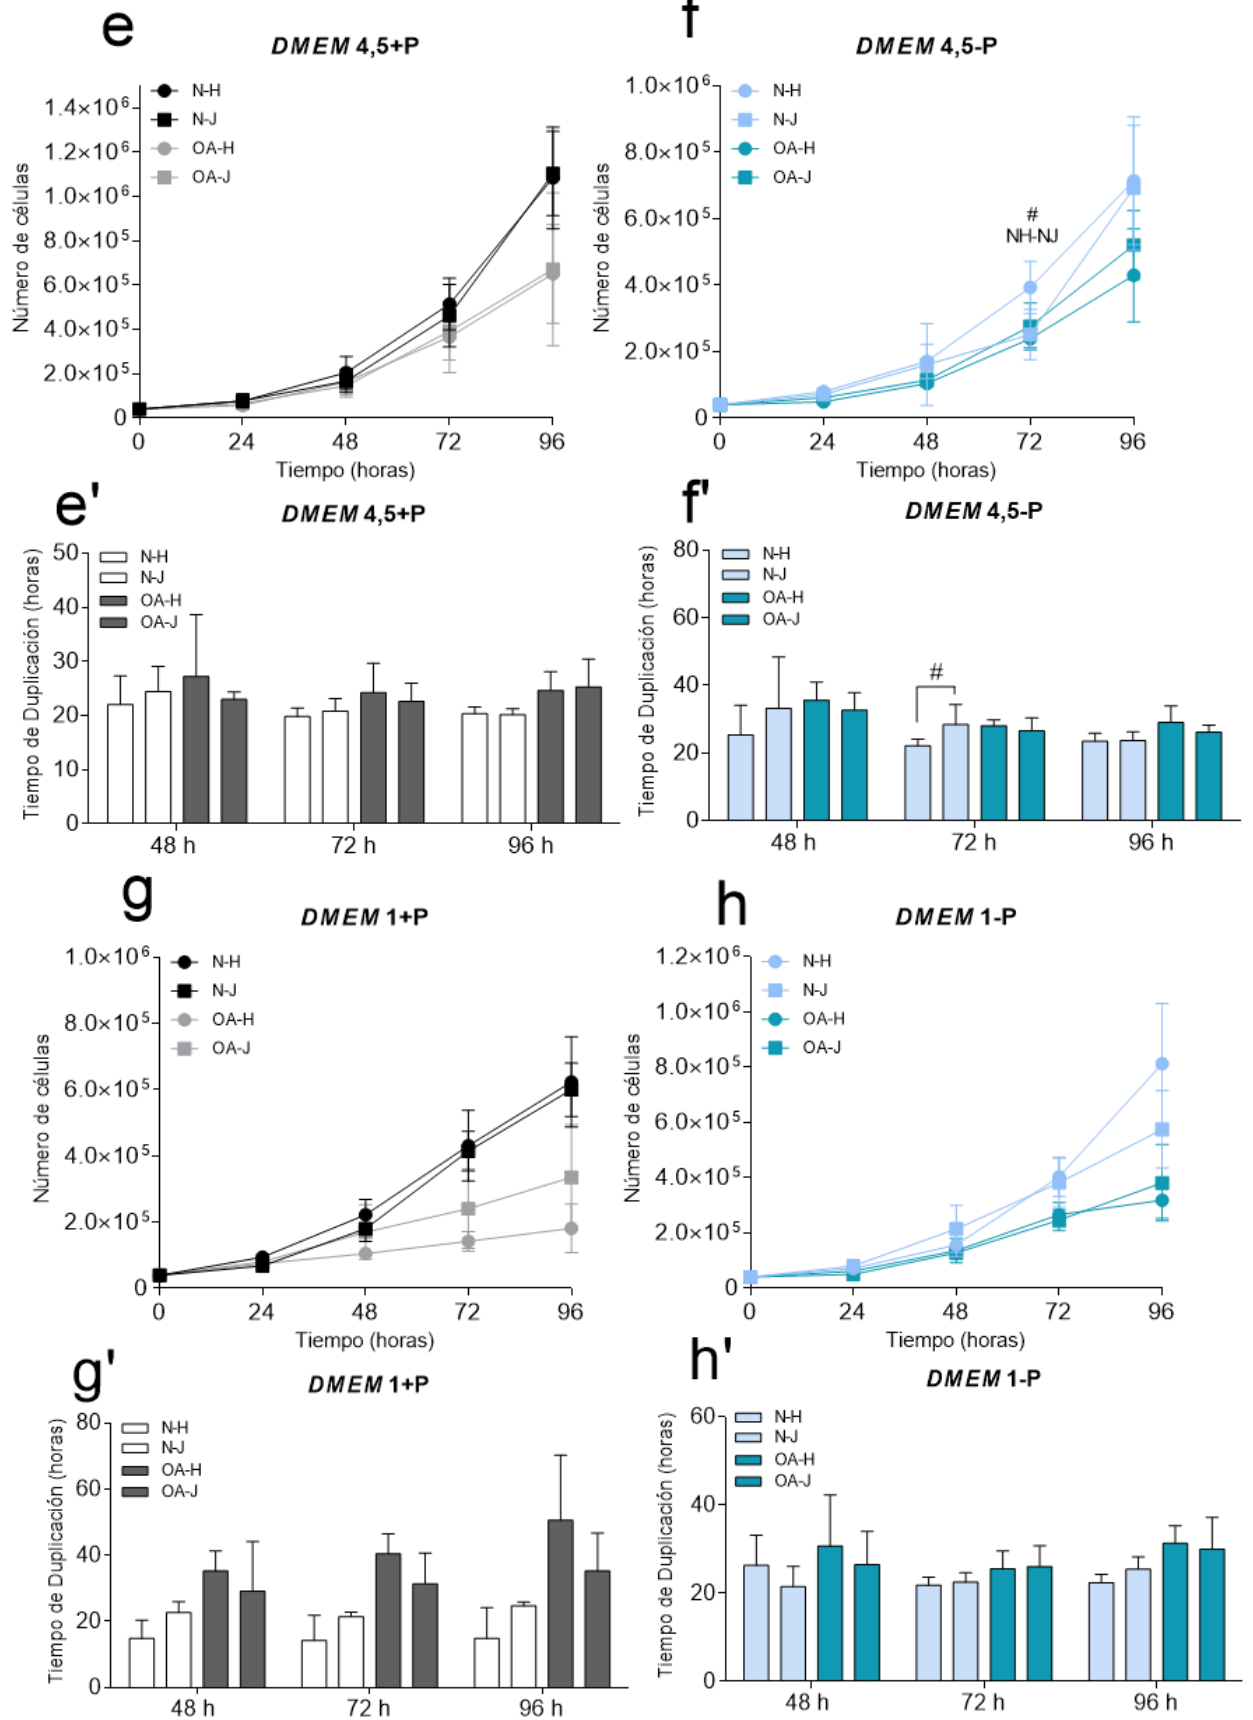 e
DMEM 4,5+P
N-H
N-J
OA-H
OA-J
Número de células
1.4×10⁶
1.2×10⁶
1.0×10⁶
8.0×10⁵
6.0×10⁵
4.0×10⁵
2.0×10⁵
0
0 24 48 72 96
Tiempo (horas)
f
DMEM 4,5-P
N-H
N-J
OA-H
OA-J
Número de células
1.0×10⁶
8.0×10⁵
6.0×10⁵
4.0×10⁵
2.0×10⁵
0
#
NH-NJ
0 24 48 72 96
Tiempo (horas)
e'
DMEM 4,5+P
N-H
N-J
OA-H
OA-J
Tiempo de Duplicación (horas)
50
40
30
20
10
0
48 h 72 h 96 h
f'
DMEM 4,5-P
N-H
N-J
OA-H
OA-J
Tiempo de Duplicación (horas)
80
60
40
20
0
#
48 h 72 h 96 h
g
DMEM 1+P
N-H
N-J
OA-H
OA-J
Número de células
1.0×10⁶
8.0×10⁵
6.0×10⁵
4.0×10⁵
2.0×10⁵
0
0 24 48 72 96
Tiempo (horas)
h
DMEM 1-P
N-H
N-J
OA-H
OA-J
Número de células
1.2×10⁶
1.0×10⁶
8.0×10⁵
6.0×10⁵
4.0×10⁵
2.0×10⁵
0
0 24 48 72 96
Tiempo (horas)
g'
DMEM 1+P
N-H
N-J
OA-H
OA-J
Tiempo de Duplicación (horas)
80
60
40
20
0
48 h 72 h 96 h
h'
DMEM 1-P
N-H
N-J
OA-H
OA-J
Tiempo de Duplicación (horas)
60
40
20
0
48 h 72 h 96 h